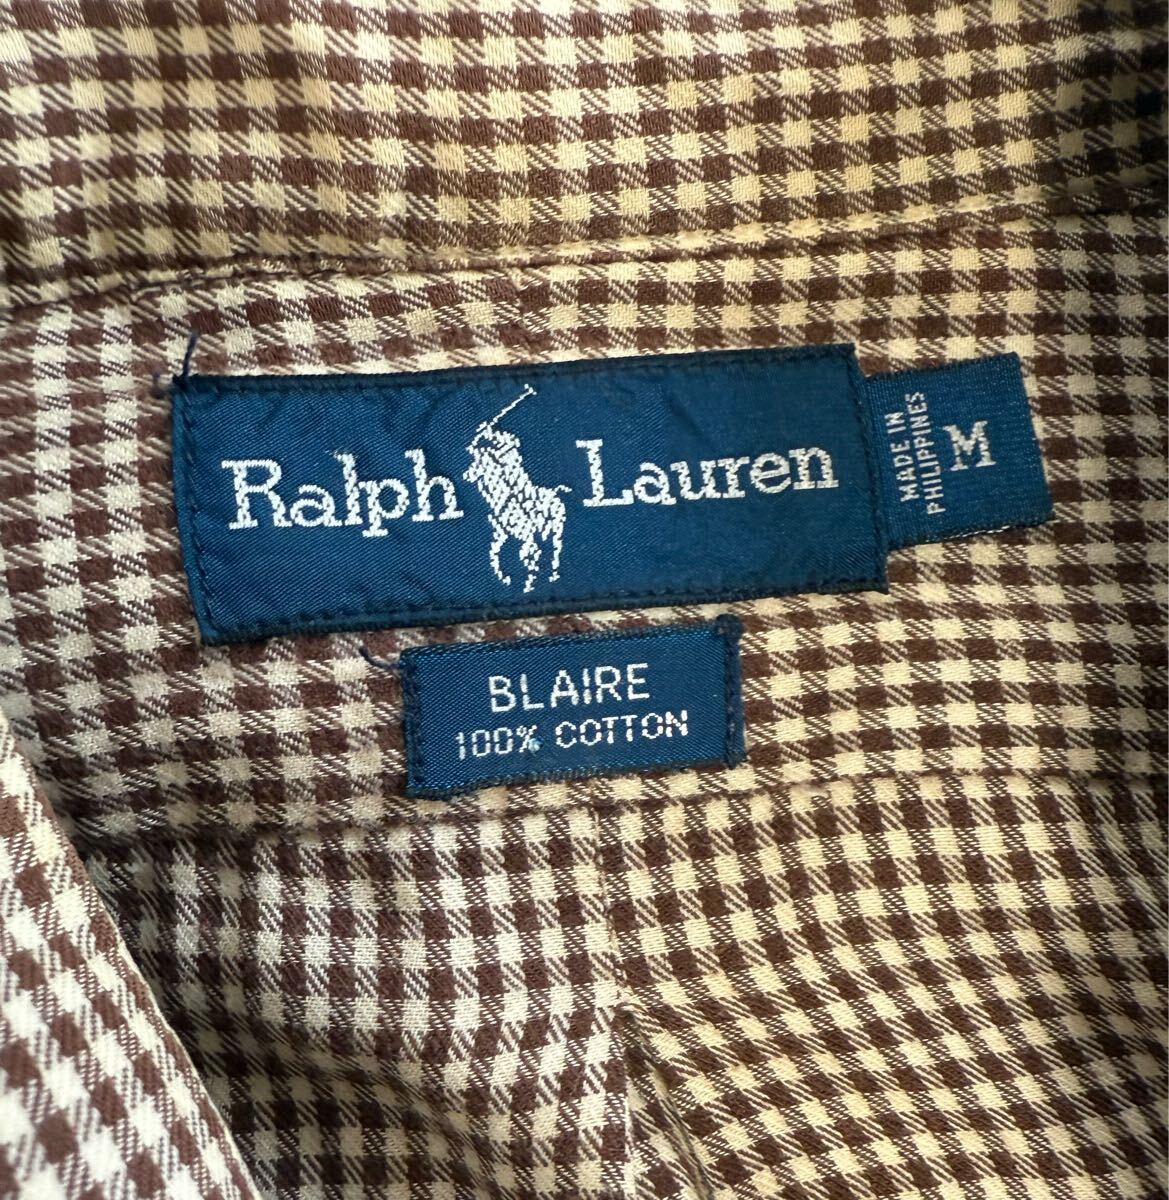 Ralph Lauren
MADE IN
PHILIPPINES
M
BLAIRE
100% COTTON